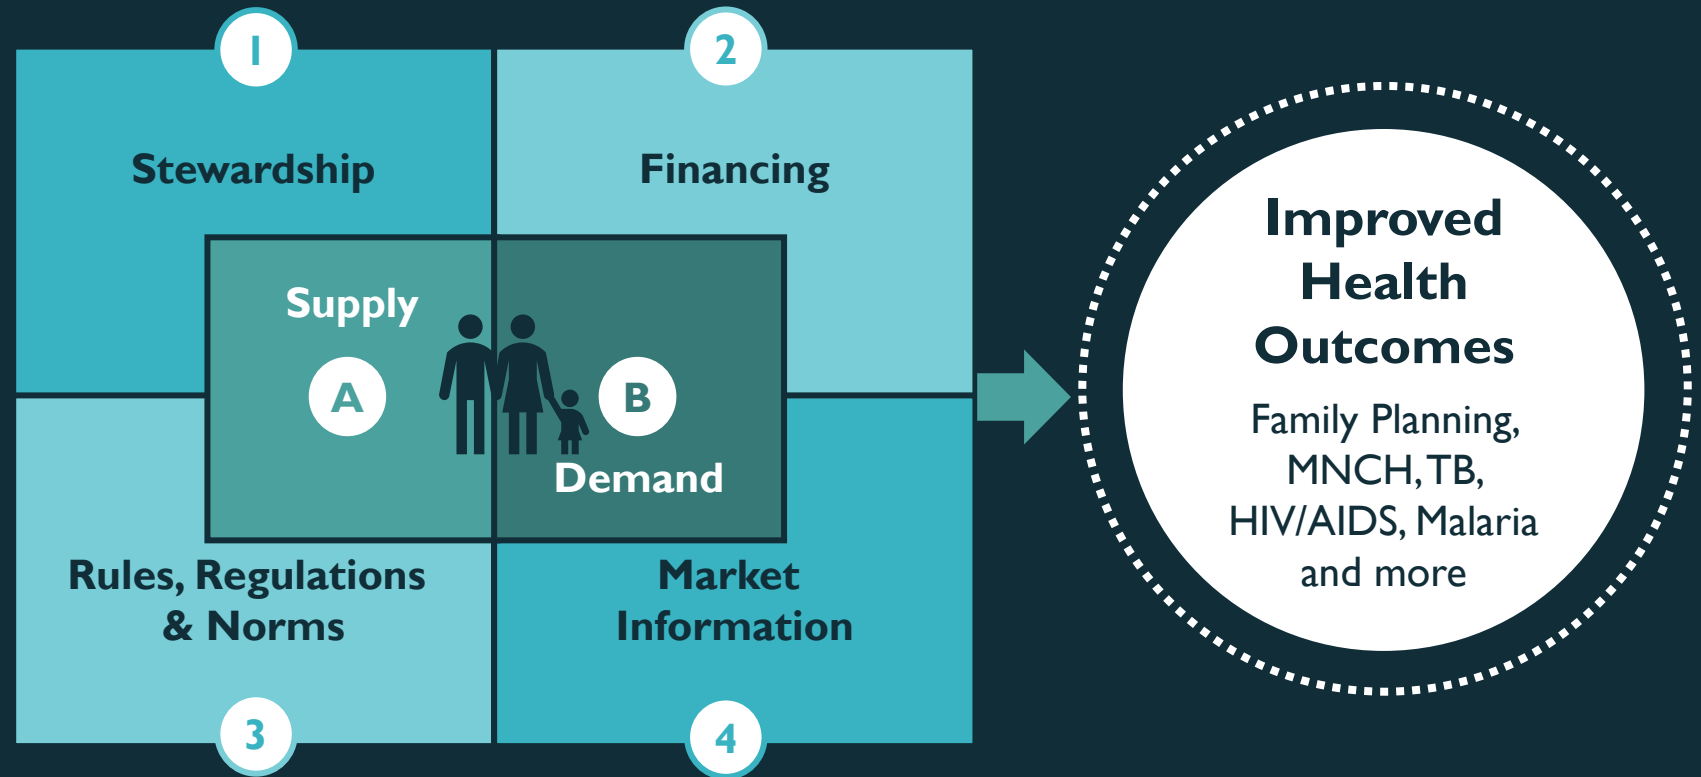 1
2
Stewardship
Financing
Supply
A
B
Demand
Rules, Regulations
& Norms
Market
Information
3
4
Improved
Health
Outcomes
Family Planning,
MNCH, TB,
HIV/AIDS, Malaria
and more